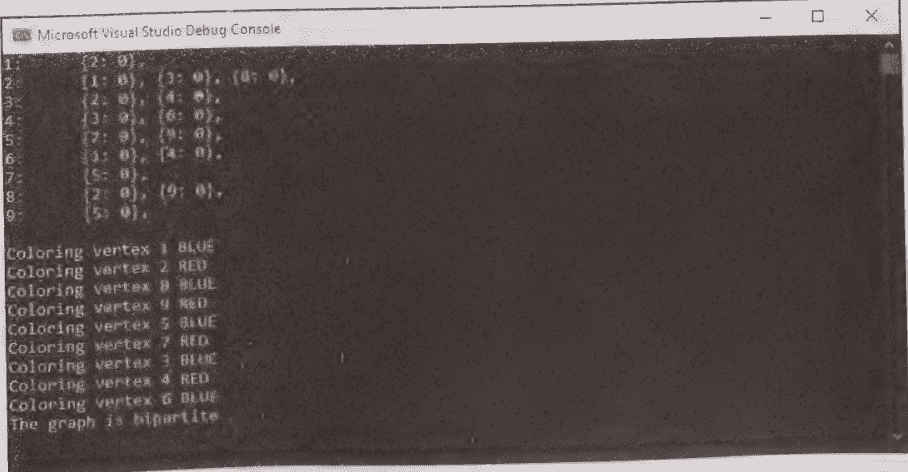 Microsoft Visual Studio Debug Console
1: {2: 0},
2: {1: 0}, {3: 0}, {8: 0},
3: {2: 0}, {4: 0},
4: {3: 0}, {6: 0},
5: {7: 0}, {9: 0},
6: {4: 0},
7: {5: 0},
8: {2: 0}, {9: 0},
9: {5: 0},
Coloring vertex 1 BLUE
Coloring vertex 2 RED
Coloring vertex 8 BLUE
Coloring vertex 9 RED
Coloring vertex 5 BLUE
Coloring vertex 7 RED
Coloring vertex 3 BLUE
Coloring vertex 4 RED
Coloring vertex 6 BLUE
The graph is bipartite